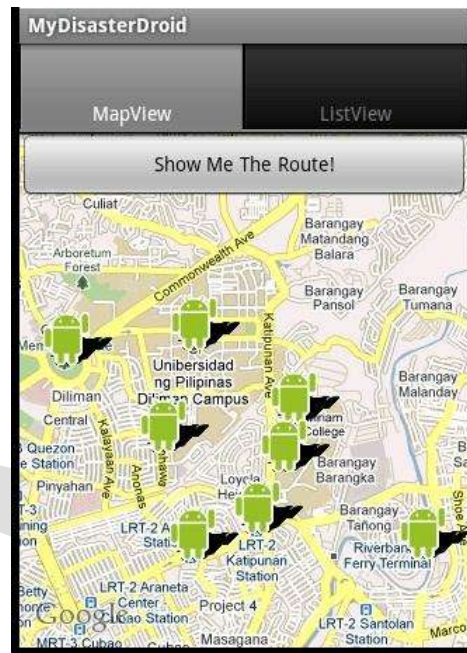 MyDisasterDroid
MapView
ListView
Show Me The Route!
Culiat
Barangay
Matandang
Balara
Arboretum
Forest
Commonwealth Ave
Barangay
Pansol
Barangay
Tumana
Katipunan Ave
Unibersidad
ng Pilipinas
Diliman Campus
Diliman
Barangay
Malanday
Central
Kalayaan Ave
Anonas
College
Quezon
Station
Pinyahan
Barangay
Barangka
Barangay
Tañong
LRT-2
LRT-2
Katipunan
Station
Ferry Terminal
LRT-2 Araneta
Center
Station
Project 4
Google
LRT-2 Santolan
Station
MRT-3 Cubao
Masagana